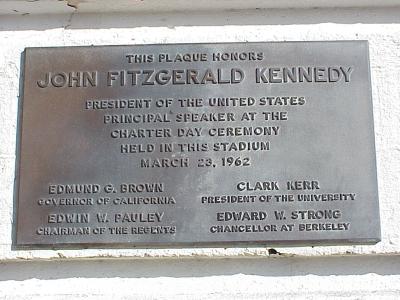 THIS PLAQUE HONORS
JOHN FITZGERALD KENNEDY
PRESIDENT OF THE UNITED STATES
PRINCIPAL SPEAKER AT THE
CHARTER DAY CEREMONY
HELD IN THIS STADIUM
MARCH 23, 1962
EDMUND G. BROWN
GOVERNOR OF CALIFORNIA
CLARK KERR
PRESIDENT OF THE UNIVERSITY
EDWIN W. PAULEY
CHAIRMAN OF THE REGENTS
EDWARD W. STRONG
CHANCELLOR AT BERKELEY